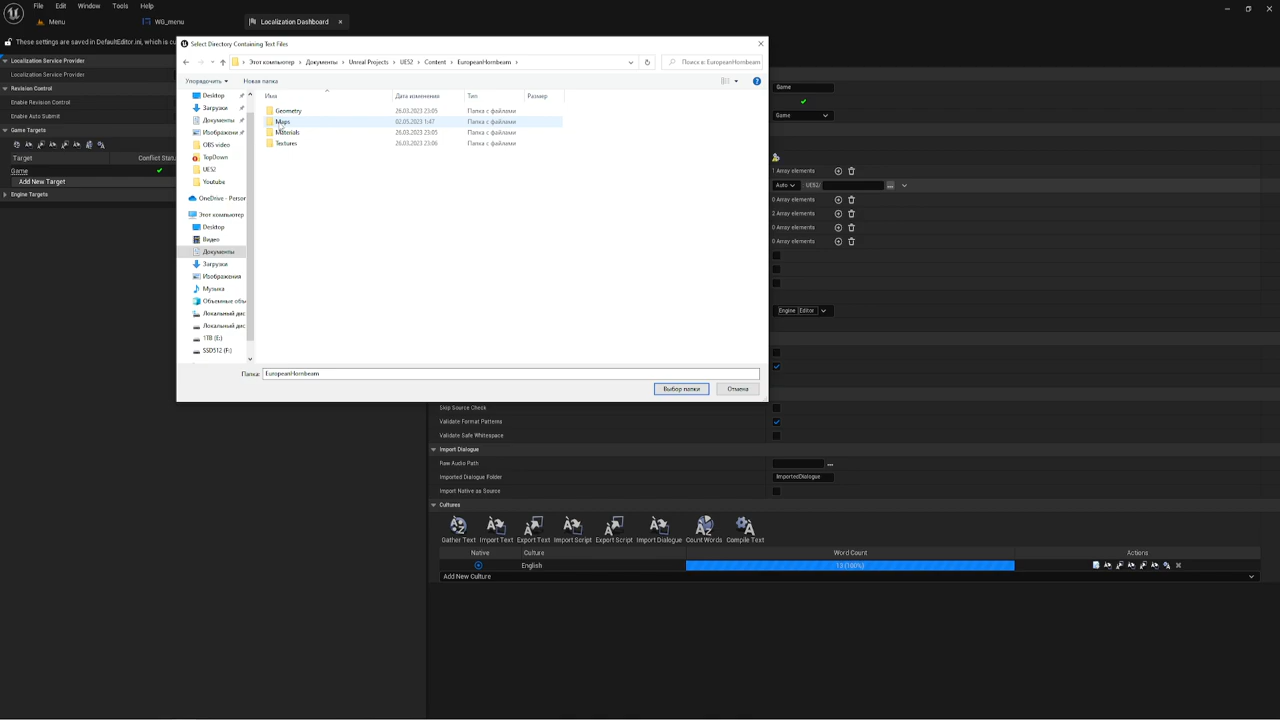 File Edit Window Tools Help
Menu WG_menu Localization Dashboard
These settings are saved in DefaultEditor.ini, which is cu
Localization Service Provider
Localization Service Provider
Revision Control
Enable Revision Control
Enable Auto Submit
Game Targets
Target Conflict Status
Game
Add New Target
Engine Targets
Select Directory Containing Text Files
Этот компьютер Документы Unreal Projects UE52 Content EuropeanHornbeam
Поиск в: EuropeanHornbeam
Упорядочить Новая папка
Desktop
Загрузки
Документы
Изображени
OBS video
TopDown
UE52
Youtube
OneDrive - Person
Этот компьютер
Desktop
Видео
Документы
Загрузки
Изображения
Музыка
Объемные объ
Локальный дис
Локальный дис
1TB (E:)
SSD512 (F:)
Имя Дата изменения Тип Размер
Geometry 26.03.2023 23:05 Папка с файлами
Maps 02.05.2023 1:47 Папка с файлами
Materials 26.03.2023 23:05 Папка с файлами
Textures 26.03.2023 23:06 Папка с файлами
Папка: EuropeanHornbeam
Выбор папки Отмена
Game
Game
1 Array elements
Auto UE52/
0 Array elements
2 Array elements
0 Array elements
0 Array elements
Engine Editor
Skip Source Check
Validate Format Patterns
Validate Safe Whitespace
Import Dialogue
Raw Audio Path
Imported Dialogue Folder ImportedDialogue
Import Native as Source
Cultures
Gather Text Import Text Export Text Import Script Export Script Import Dialogue Count Words Compile Text
Native Culture Word Count Actions
English 13 (100%)
Add New Culture